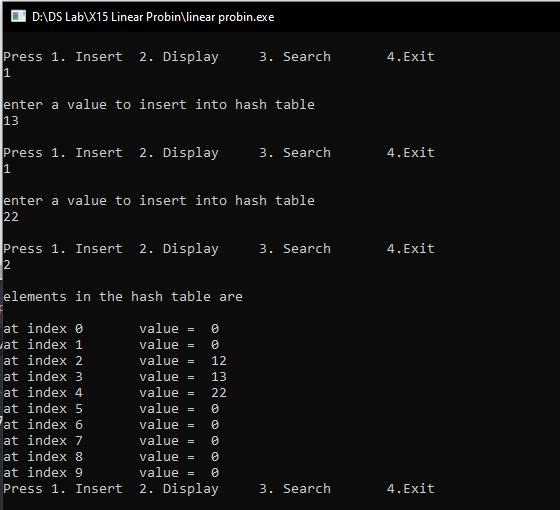 D:\DS Lab\X15 Linear Probin\linear probin.exe
Press 1. Insert 2. Display 3. Search 4.Exit
1
enter a value to insert into hash table
13
Press 1. Insert 2. Display 3. Search 4.Exit
1
enter a value to insert into hash table
22
Press 1. Insert 2. Display 3. Search 4.Exit
2
elements in the hash table are
at index 0 value = 0
at index 1 value = 0
at index 2 value = 12
at index 3 value = 13
at index 4 value = 22
at index 5 value = 0
at index 6 value = 0
at index 7 value = 0
at index 8 value = 0
at index 9 value = 0
Press 1. Insert 2. Display 3. Search 4.Exit